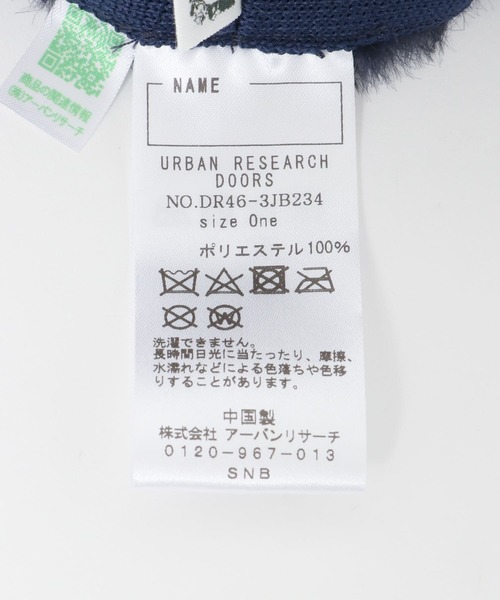 商品の関連情報
(株)アーバンリサーチ
NAME
URBAN RESEARCH
DOORS
NO.DR46-3JB234
size One
ポリエステル100%
洗濯できません。
長時間日光に当たったり、摩擦、
水濡れなどによる色落ちや色移
りすることがあります。
中国製
株式会社 アーバンリサーチ
0120-967-013
SNB